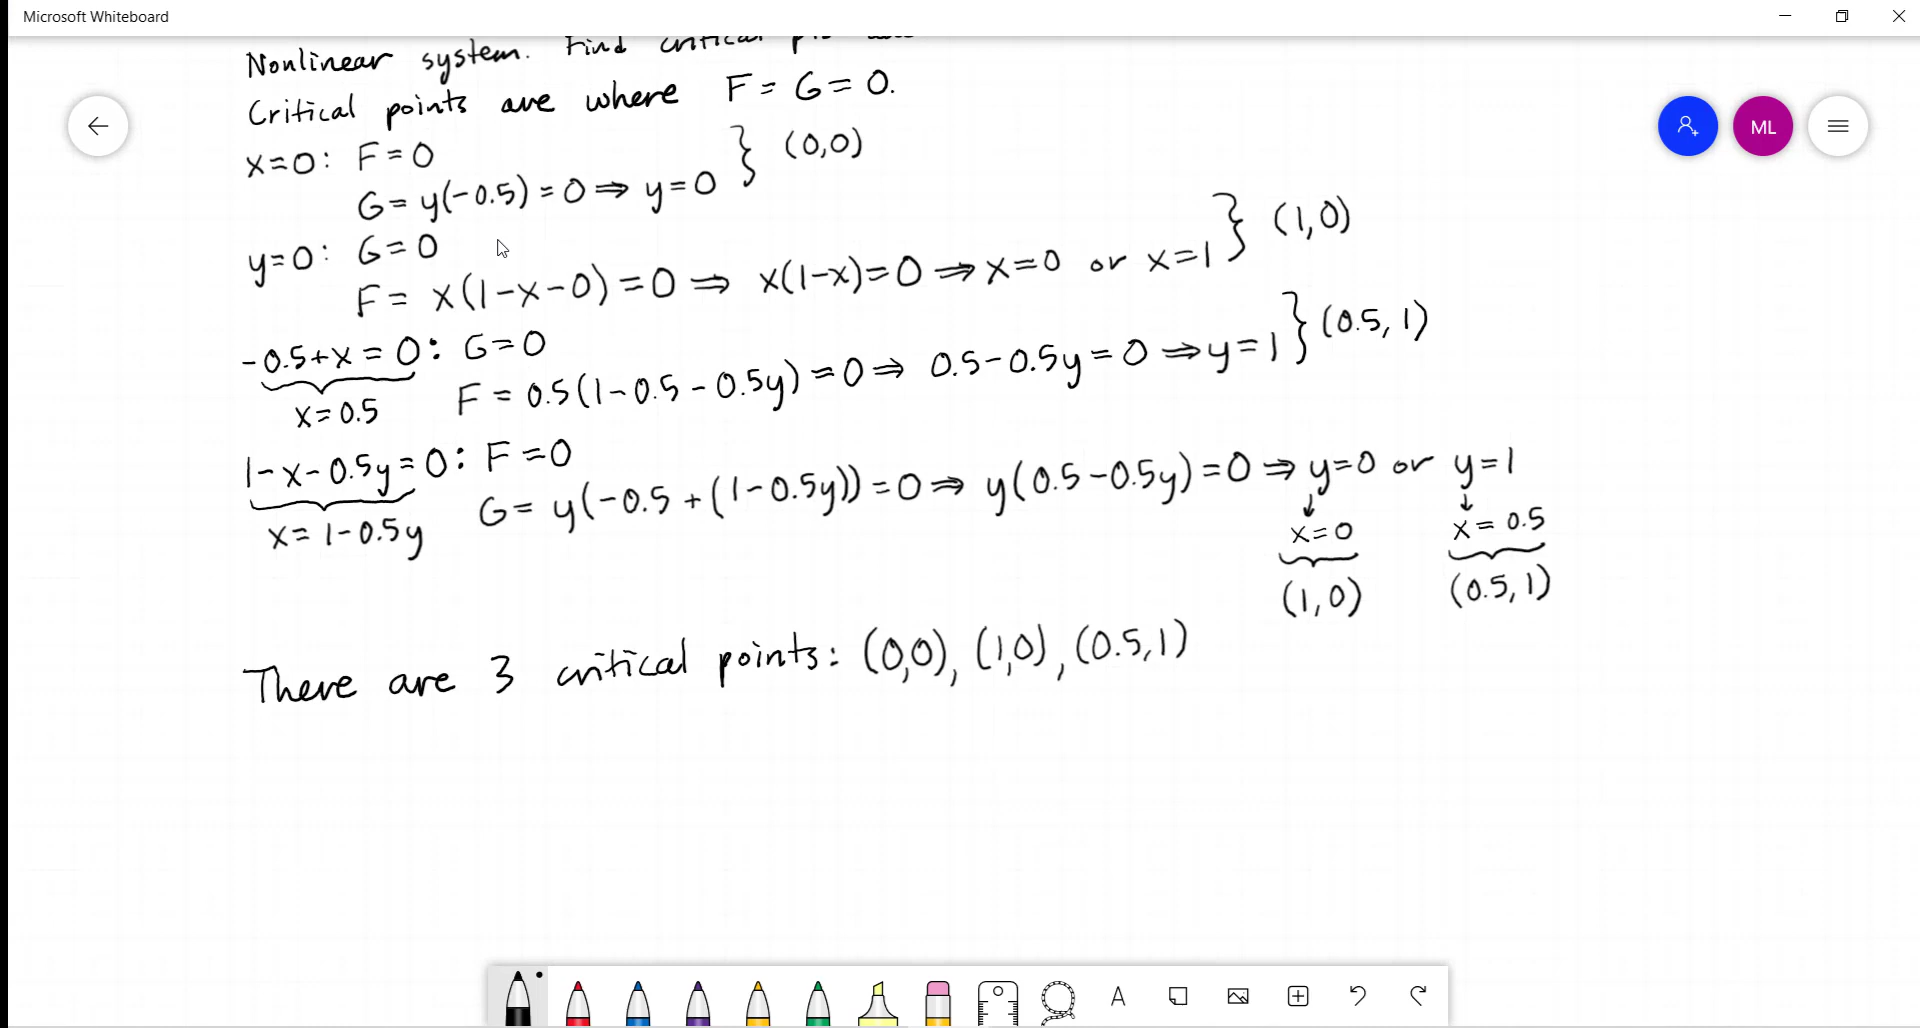 Microsoft Whiteboard
Nonlinear system. Find critical
Critical points are where F = G = 0.
ML
x=0: F=0 } (0,0)
G= y(-0.5) = 0 ⇒ y=0
y=0: G=0 } (1,0)
F= x(1-x-0)=0 ⇒ x(1-x)=0 ⇒ x=0 or x=1
-0.5+x = 0: G=0 } (0.5, 1)
F = 0.5(1-0.5-0.5y) = 0 ⇒ 0.5-0.5y = 0 ⇒ y=1
x=0.5
1-x-0.5y=0: F=0
G= y(-0.5 + (1-0.5y)) = 0 ⇒ y(0.5-0.5y) = 0 ⇒ y=0 or y=1
x= 1-0.5y
↓ ↓
x=0 x= 0.5
(1,0) (0.5, 1)
There are 3 critical points: (0,0), (1,0), (0.5,1)
A